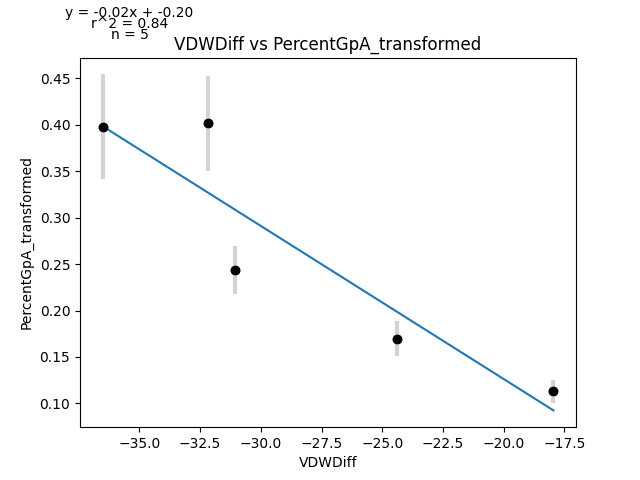 y = -0.02x + -0.20
r^2 = 0.84
n = 5
VDWDiff vs PercentGpA_transformed
0.45
0.40
0.35
0.30
0.25
0.20
0.15
0.10
PercentGpA_transformed
−35.0 −32.5 −30.0 −27.5 −25.0 −22.5 −20.0 −17.5
VDWDiff